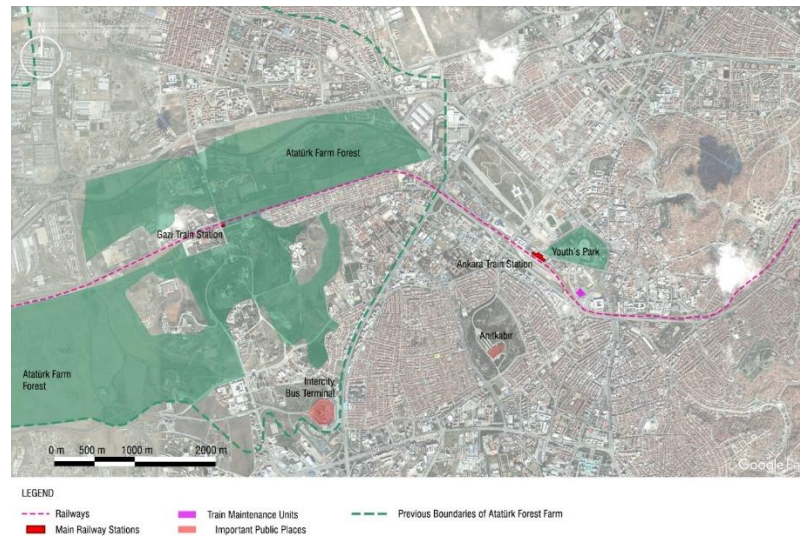 N
Atatürk Farm Forest
Gazi Train Station
Youth's Park
Ankara Train Station
Anıtkabir
Atatürk Farm
Forest
Intercity
Bus Terminal
0 m 500 m 1000 m 2000 m
Google Ea
LEGEND
Railways
Train Maintenance Units
Previous Boundaries of Atatürk Forest Farm
Main Railway Stations
Important Public Places